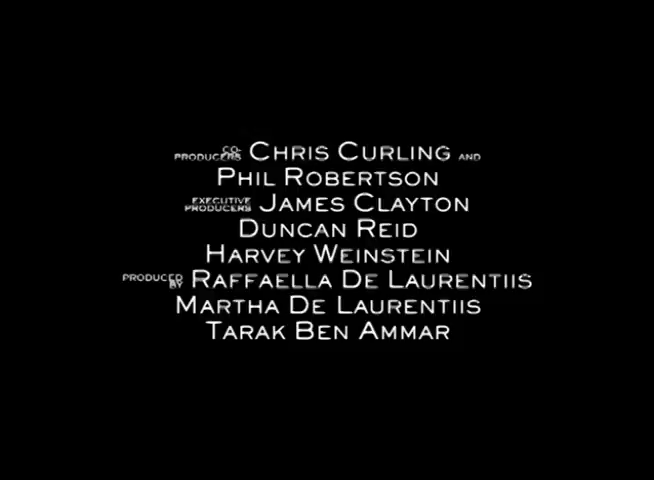 CO-PRODUCERS CHRIS CURLING AND
PHIL ROBERTSON
EXECUTIVE PRODUCERS JAMES CLAYTON
DUNCAN REID
HARVEY WEINSTEIN
PRODUCED BY RAFFAELLA DE LAURENTIIS
MARTHA DE LAURENTIIS
TARAK BEN AMMAR